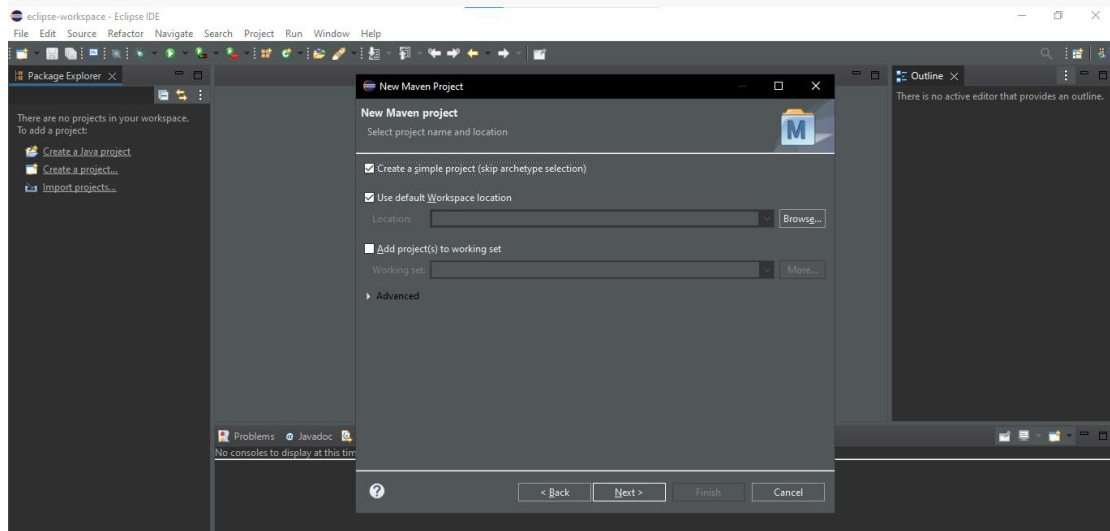 eclipse-workspace - Eclipse IDE
File Edit Source Refactor Navigate Search Project Run Window Help
Package Explorer
There are no projects in your workspace.
To add a project:
Create a Java project
Create a project...
Import projects...
New Maven Project
New Maven project
Select project name and location
M
Create a simple project (skip archetype selection)
Use default Workspace location
Location:
Browse...
Add project(s) to working set
Working set:
More...
Advanced
< Back Next > Finish Cancel
Outline
There is no active editor that provides an outline.
Problems Javadoc
No consoles to display at this tim